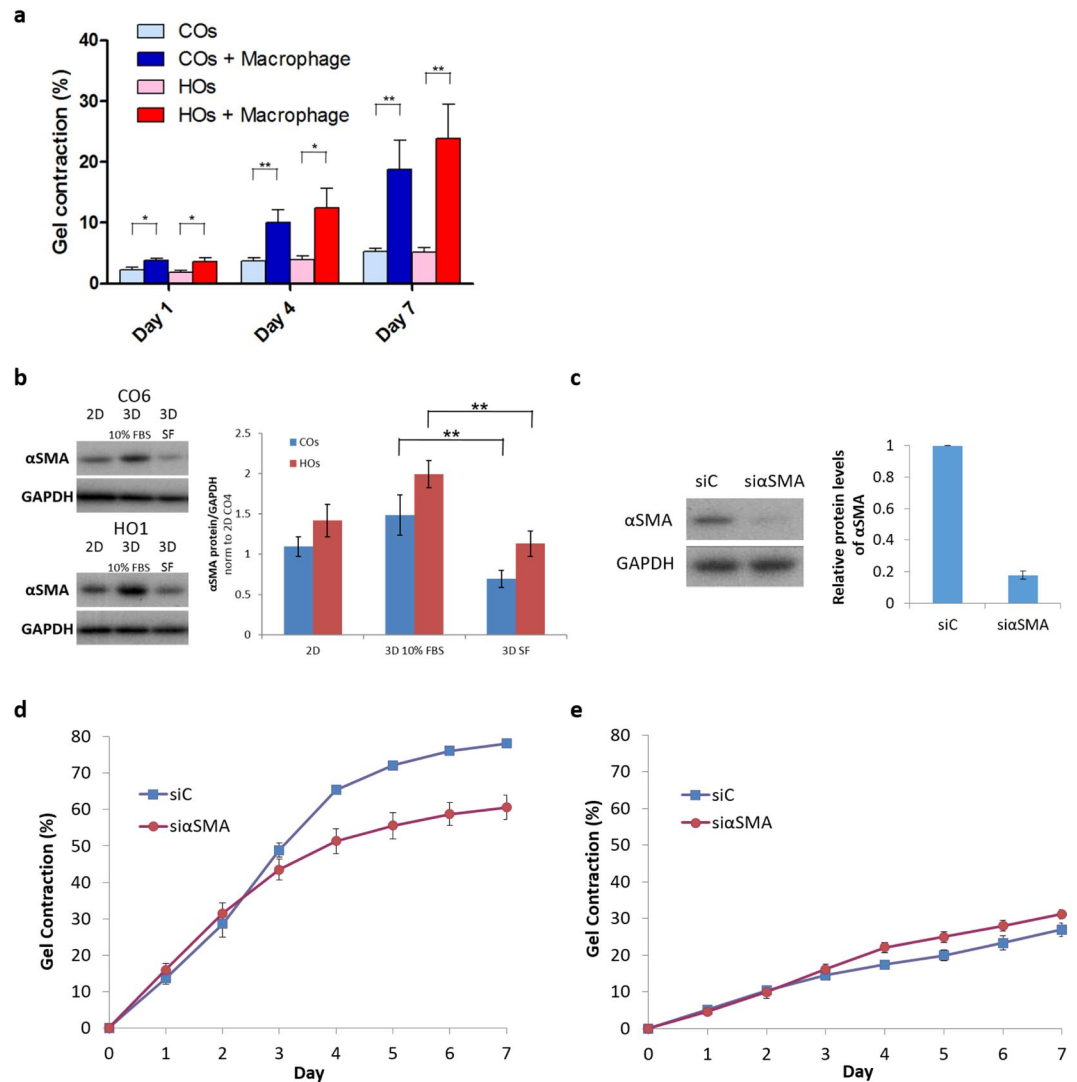 a
40
30
20
10
0
Gel contraction (%)
COs
COs + Macrophage
HOs
HOs + Macrophage
*
*
**
*
**
**
Day 1
Day 4
Day 7
b
CO6
2D 3D 3D
10% FBS SF
αSMA
GAPDH
HO1
2D 3D 3D
10% FBS SF
αSMA
GAPDH
αSMA protein/GAPDH
norm to 2D CO4
2.5
2
1.5
1
0.5
0
COs
HOs
**
**
2D
3D 10% FBS
3D SF
c
siC siαSMA
αSMA
GAPDH
Relative protein levels
of αSMA
1
0.8
0.6
0.4
0.2
0
siC
siαSMA
d
Gel Contraction (%)
80
70
60
50
40
30
20
10
0
siC
siαSMA
0 1 2 3 4 5 6 7
Day
e
Gel Contraction (%)
80
70
60
50
40
30
20
10
0
siC
siαSMA
0 1 2 3 4 5 6 7
Day